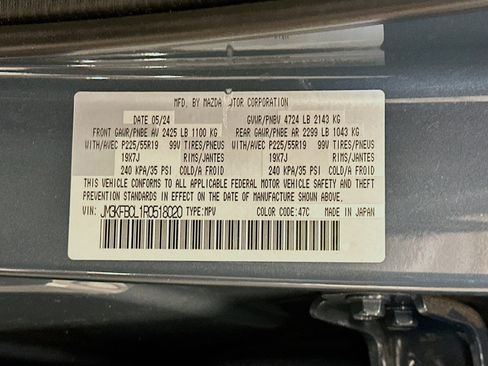 MFD. BY MAZDA MOTOR CORPORATION
DATE 05/24 GVWR/PNBV 4724 LB 2143 KG
FRONT GAWR/PNBE AV 2425 LB 1100 KG REAR GAWR/PNBE AR 2299 LB 1043 KG
WITH/AVEC P225/55R19 99V TIRES/PNEUS WITH/AVEC P225/55R19 99V TIRES/PNEUS
19X7J RIMS/JANTES 19X7J RIMS/JANTES
240 KPA/35 PSI COLD/A FROID 240 KPA/35 PSI COLD/A FROID
THIS VEHICLE CONFORMS TO ALL APPLICABLE FEDERAL MOTOR VEHICLE SAFETY AND THEFT
PREVENTION STANDARDS IN EFFECT ON THE DATE OF MANUFACTURE SHOWN ABOVE.
VIN: JM3KFBCL1R0518020 TYPE:MPV COLOR CODE:47C MADE IN JAPAN